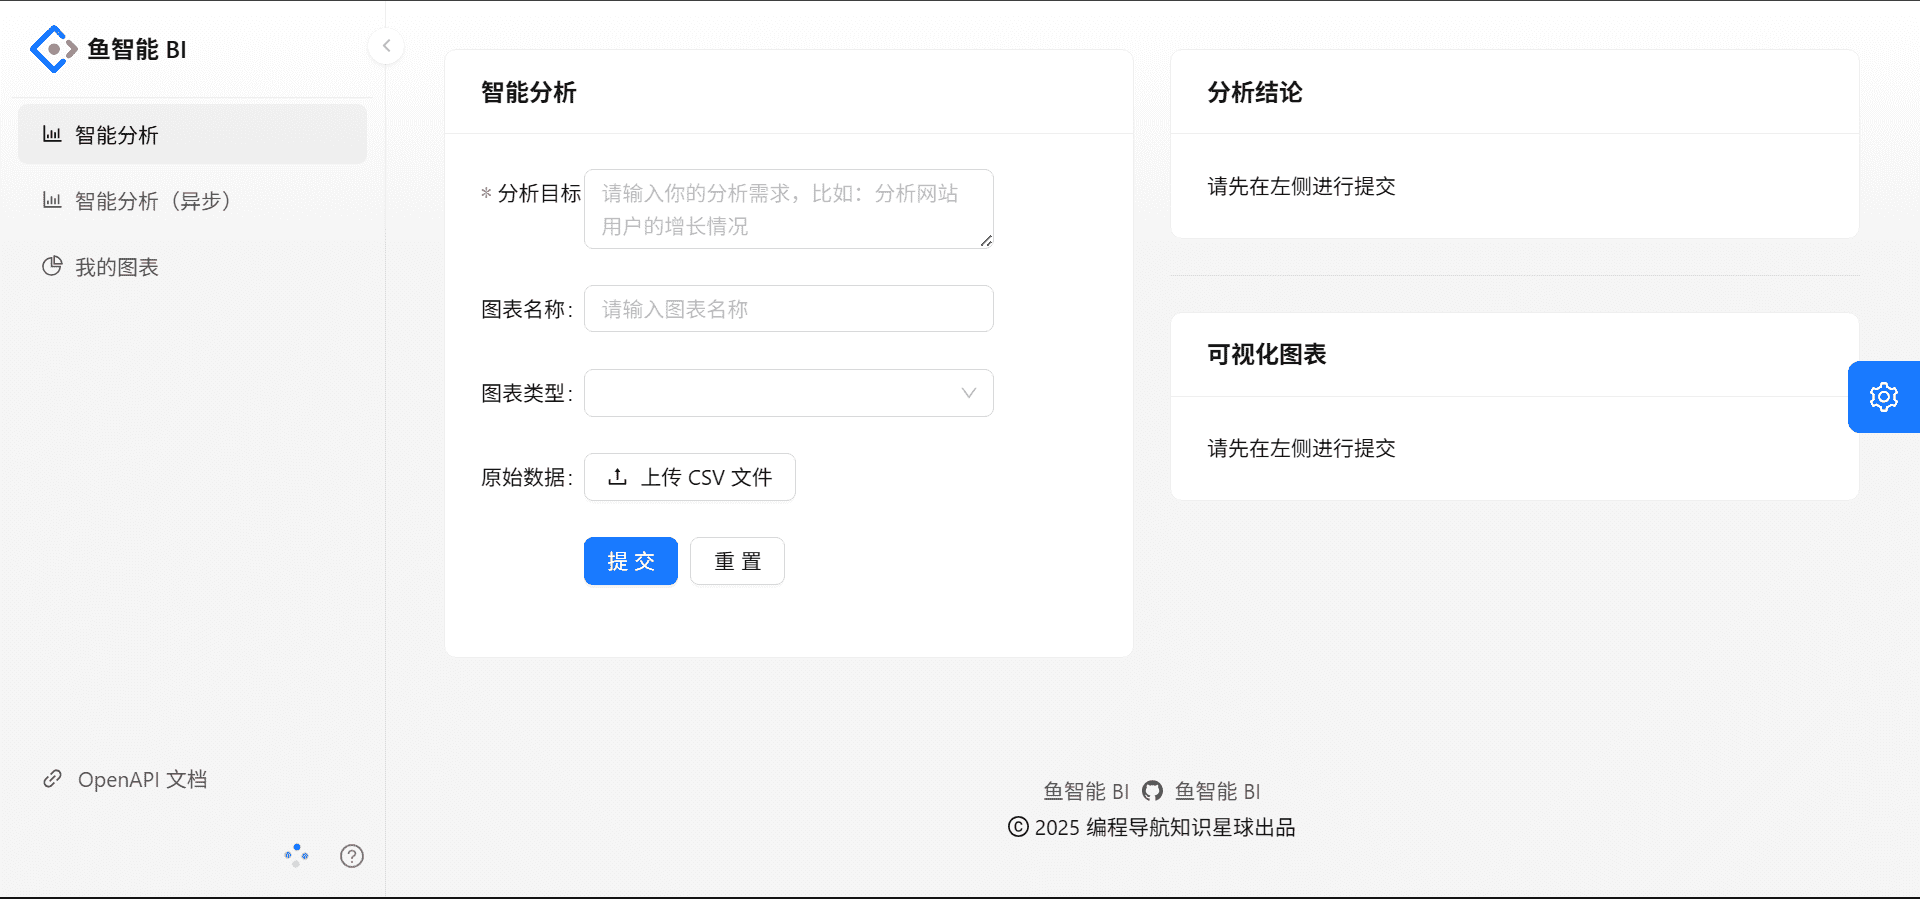 鱼智能 BI
智能分析
智能分析（异步）
我的图表
OpenAPI 文档
智能分析
* 分析目标
请输入你的分析需求，比如：分析网站
用户的增长情况
图表名称:
请输入图表名称
图表类型:
原始数据:
上传 CSV 文件
提 交
重 置
分析结论
请先在左侧进行提交
可视化图表
请先在左侧进行提交
鱼智能 BI 鱼智能 BI
© 2025 编程导航知识星球出品